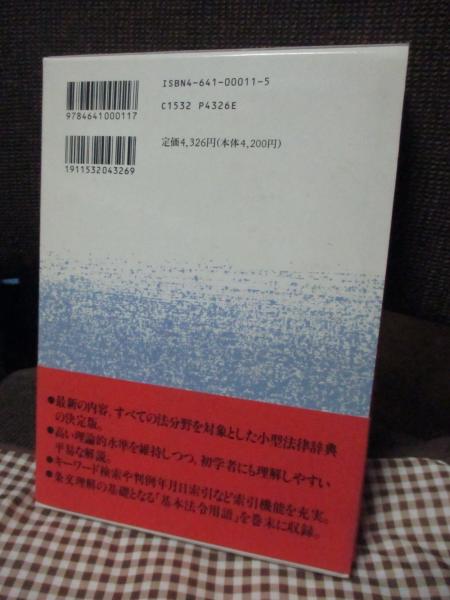 ISBN4-641-00011-5
C1532 P4326E
9784641000117
定価4,326円(本体4,200円)
1911532043269
●最新の内容、すべての法分野を対象とした小型法律辞典
の決定版。
●高い理論的水準を維持しつつ、初学者にも理解しやすい
平易な解説。
●キーワード検索や判例年月日索引など索引機能を充実。
●条文理解の基礎となる「基本法令用語」を巻末に収録。